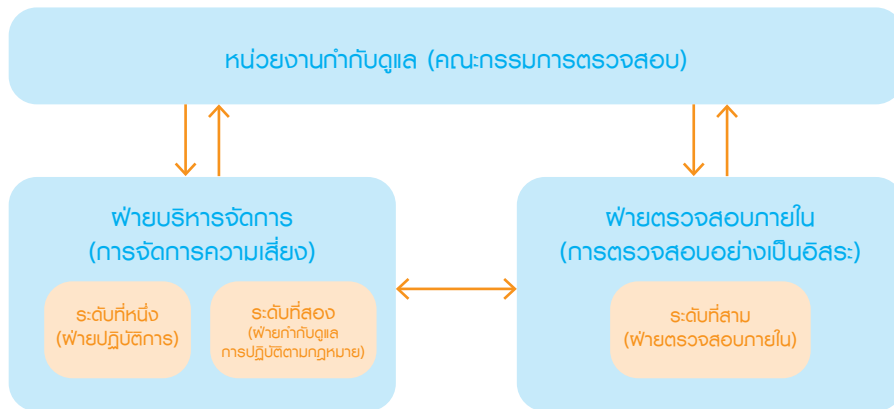 หน่วยงานกำกับดูแล (คณะกรรมการตรวจสอบ)
ฝ่ายบริหารจัดการ
(การจัดการความเสี่ยง)
ระดับที่หนึ่ง
(ฝ่ายปฏิบัติการ)
ระดับที่สอง
(ฝ่ายกำกับดูแล
การปฏิบัติตามกฎหมาย)
ฝ่ายตรวจสอบภายใน
(การตรวจสอบอย่างเป็นอิสระ)
ระดับที่สาม
(ฝ่ายตรวจสอบภายใน)